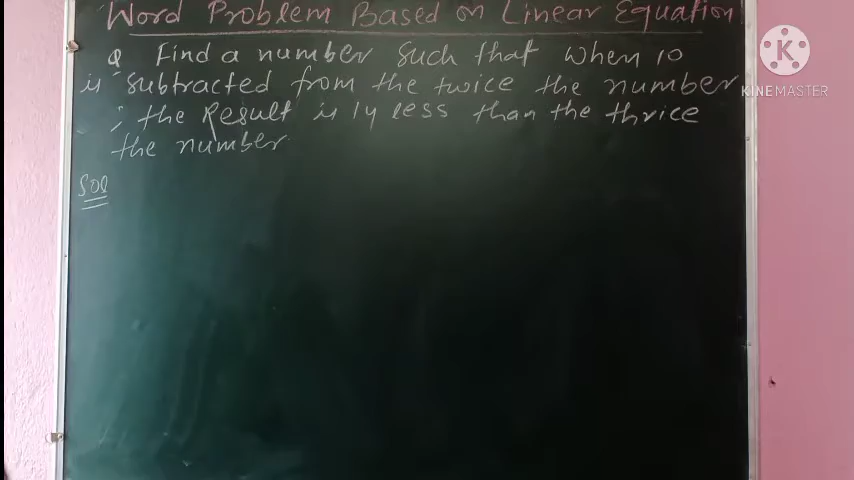 Word Problem Based on Linear Equation
Q Find a number such that when 10
is subtracted from the twice the number
; the Result is 14 less than the thrice
the number.
Sol
K
KINEMASTER